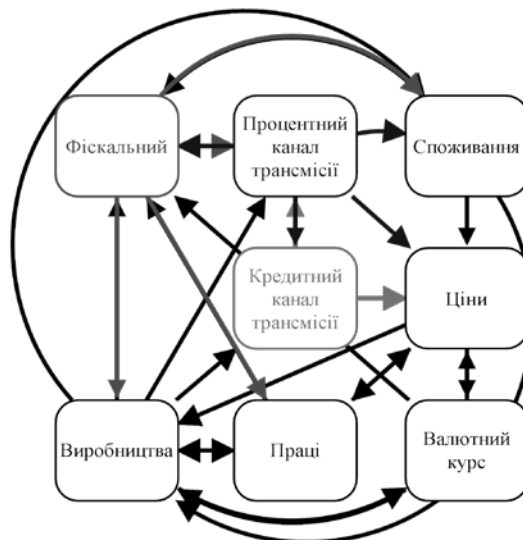 Фіскальний
Процентний
канал
трансмісії
Споживання
Кредитний
канал
трансмісії
Ціни
Виробництва
Праці
Валютний
курс